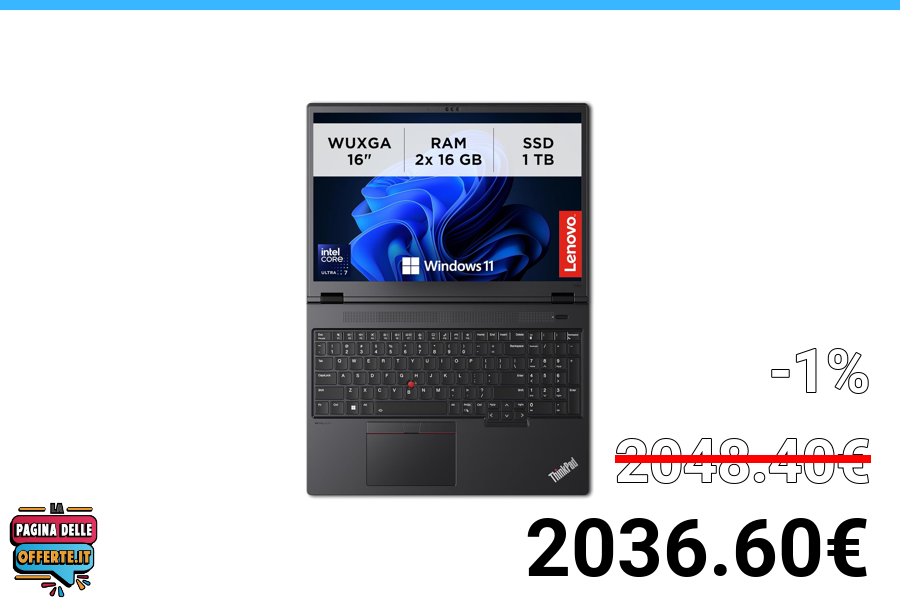 WUXGA
16"
RAM
2x 16 GB
SSD
1 TB
Lenovo
intel
CORE
ULTRA 7
Windows 11
ThinkPad
-1%
2048.40€
2036.60€
LA
PAGINA DELLE
OFFERTE.IT